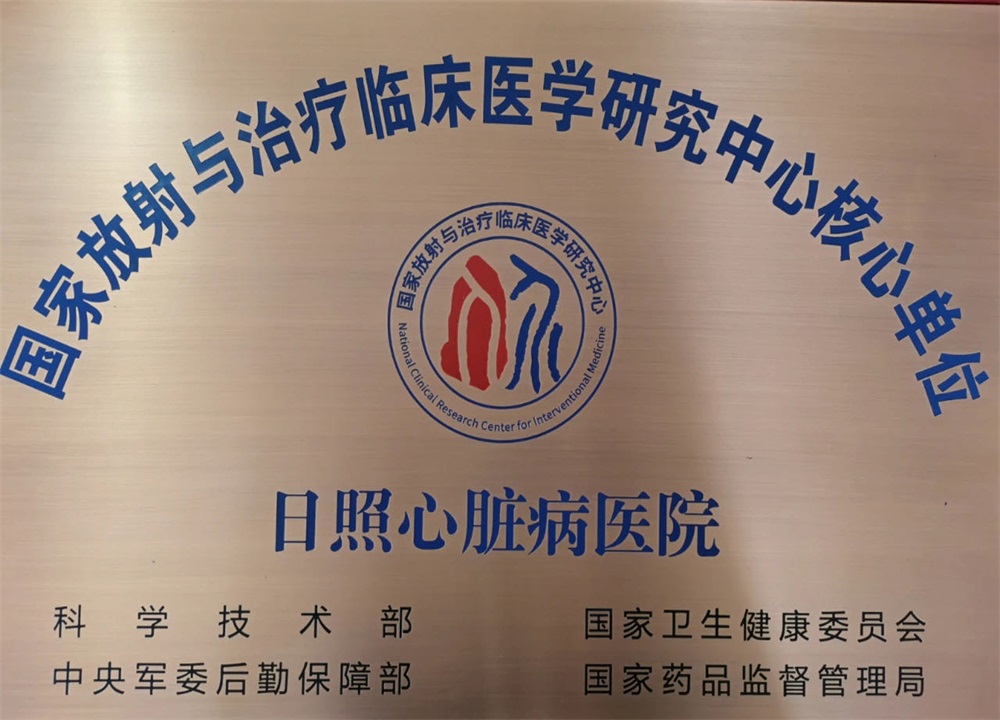 国家放射与治疗临床医学研究中心核心单位
国家放射与治疗临床医学研究中心
National Clinical Research Center for Interventional Medicine
日照心脏病医院
科学技术部
国家卫生健康委员会
中央军委后勤保障部
国家药品监督管理局